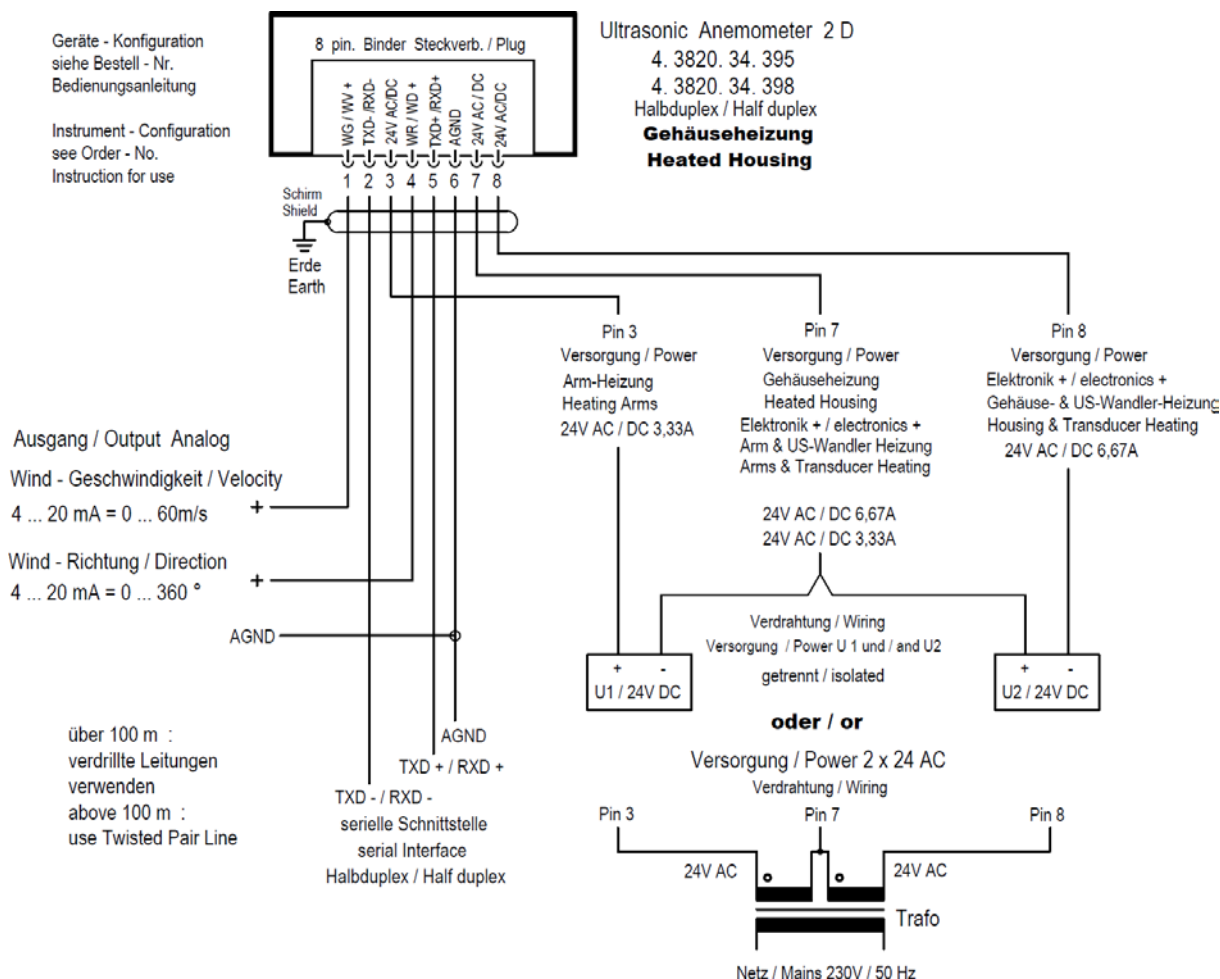 Geräte - Konfiguration
siehe Bestell - Nr.
Bedienungsanleitung
Instrument - Configuration
see Order - No.
Instruction for use
8 pin. Binder Steckverb. / Plug
WG / WV +
TXD- /RXD-
24V AC/DC
WR / WD +
TXD+ /RXD+
AGND
24V AC / DC
24V AC/DC
1 2 3 4 5 6 7 8
Ultrasonic Anemometer 2 D
4. 3820. 34. 395
4. 3820. 34. 398
Halbduplex / Half duplex
Gehäuseheizung
Heated Housing
Schirm
Shield
Erde
Earth
Pin 3
Versorgung / Power
Arm-Heizung
Heating Arms
24V AC / DC 3,33A
Pin 7
Versorgung / Power
Gehäuseheizung
Heated Housing
Elektronik + / electronics +
Arm & US-Wandler Heizung
Arms & Transducer Heating
24V AC / DC 6,67A
24V AC / DC 3,33A
Pin 8
Versorgung / Power
Elektronik + / electronics +
Gehäuse- & US-Wandler-Heizung
Housing & Transducer Heating
24V AC / DC 6,67A
Ausgang / Output Analog
Wind - Geschwindigkeit / Velocity
4 ... 20 mA = 0 ... 60m/s +
Wind - Richtung / Direction
4 ... 20 mA = 0 ... 360 ° +
AGND
Verdrahtung / Wiring
Versorgung / Power U 1 und / and U2
getrennt / isolated
+ -
U1 / 24V DC
+ -
U2 / 24V DC
oder / or
über 100 m :
verdrillte Leitungen
verwenden
above 100 m :
use Twisted Pair Line
AGND
TXD + / RXD +
TXD - / RXD -
serielle Schnittstelle
serial Interface
Halbduplex / Half duplex
Versorgung / Power 2 x 24 AC
Verdrahtung / Wiring
Pin 3 Pin 7 Pin 8
24V AC 24V AC
Trafo
Netz / Mains 230V / 50 Hz